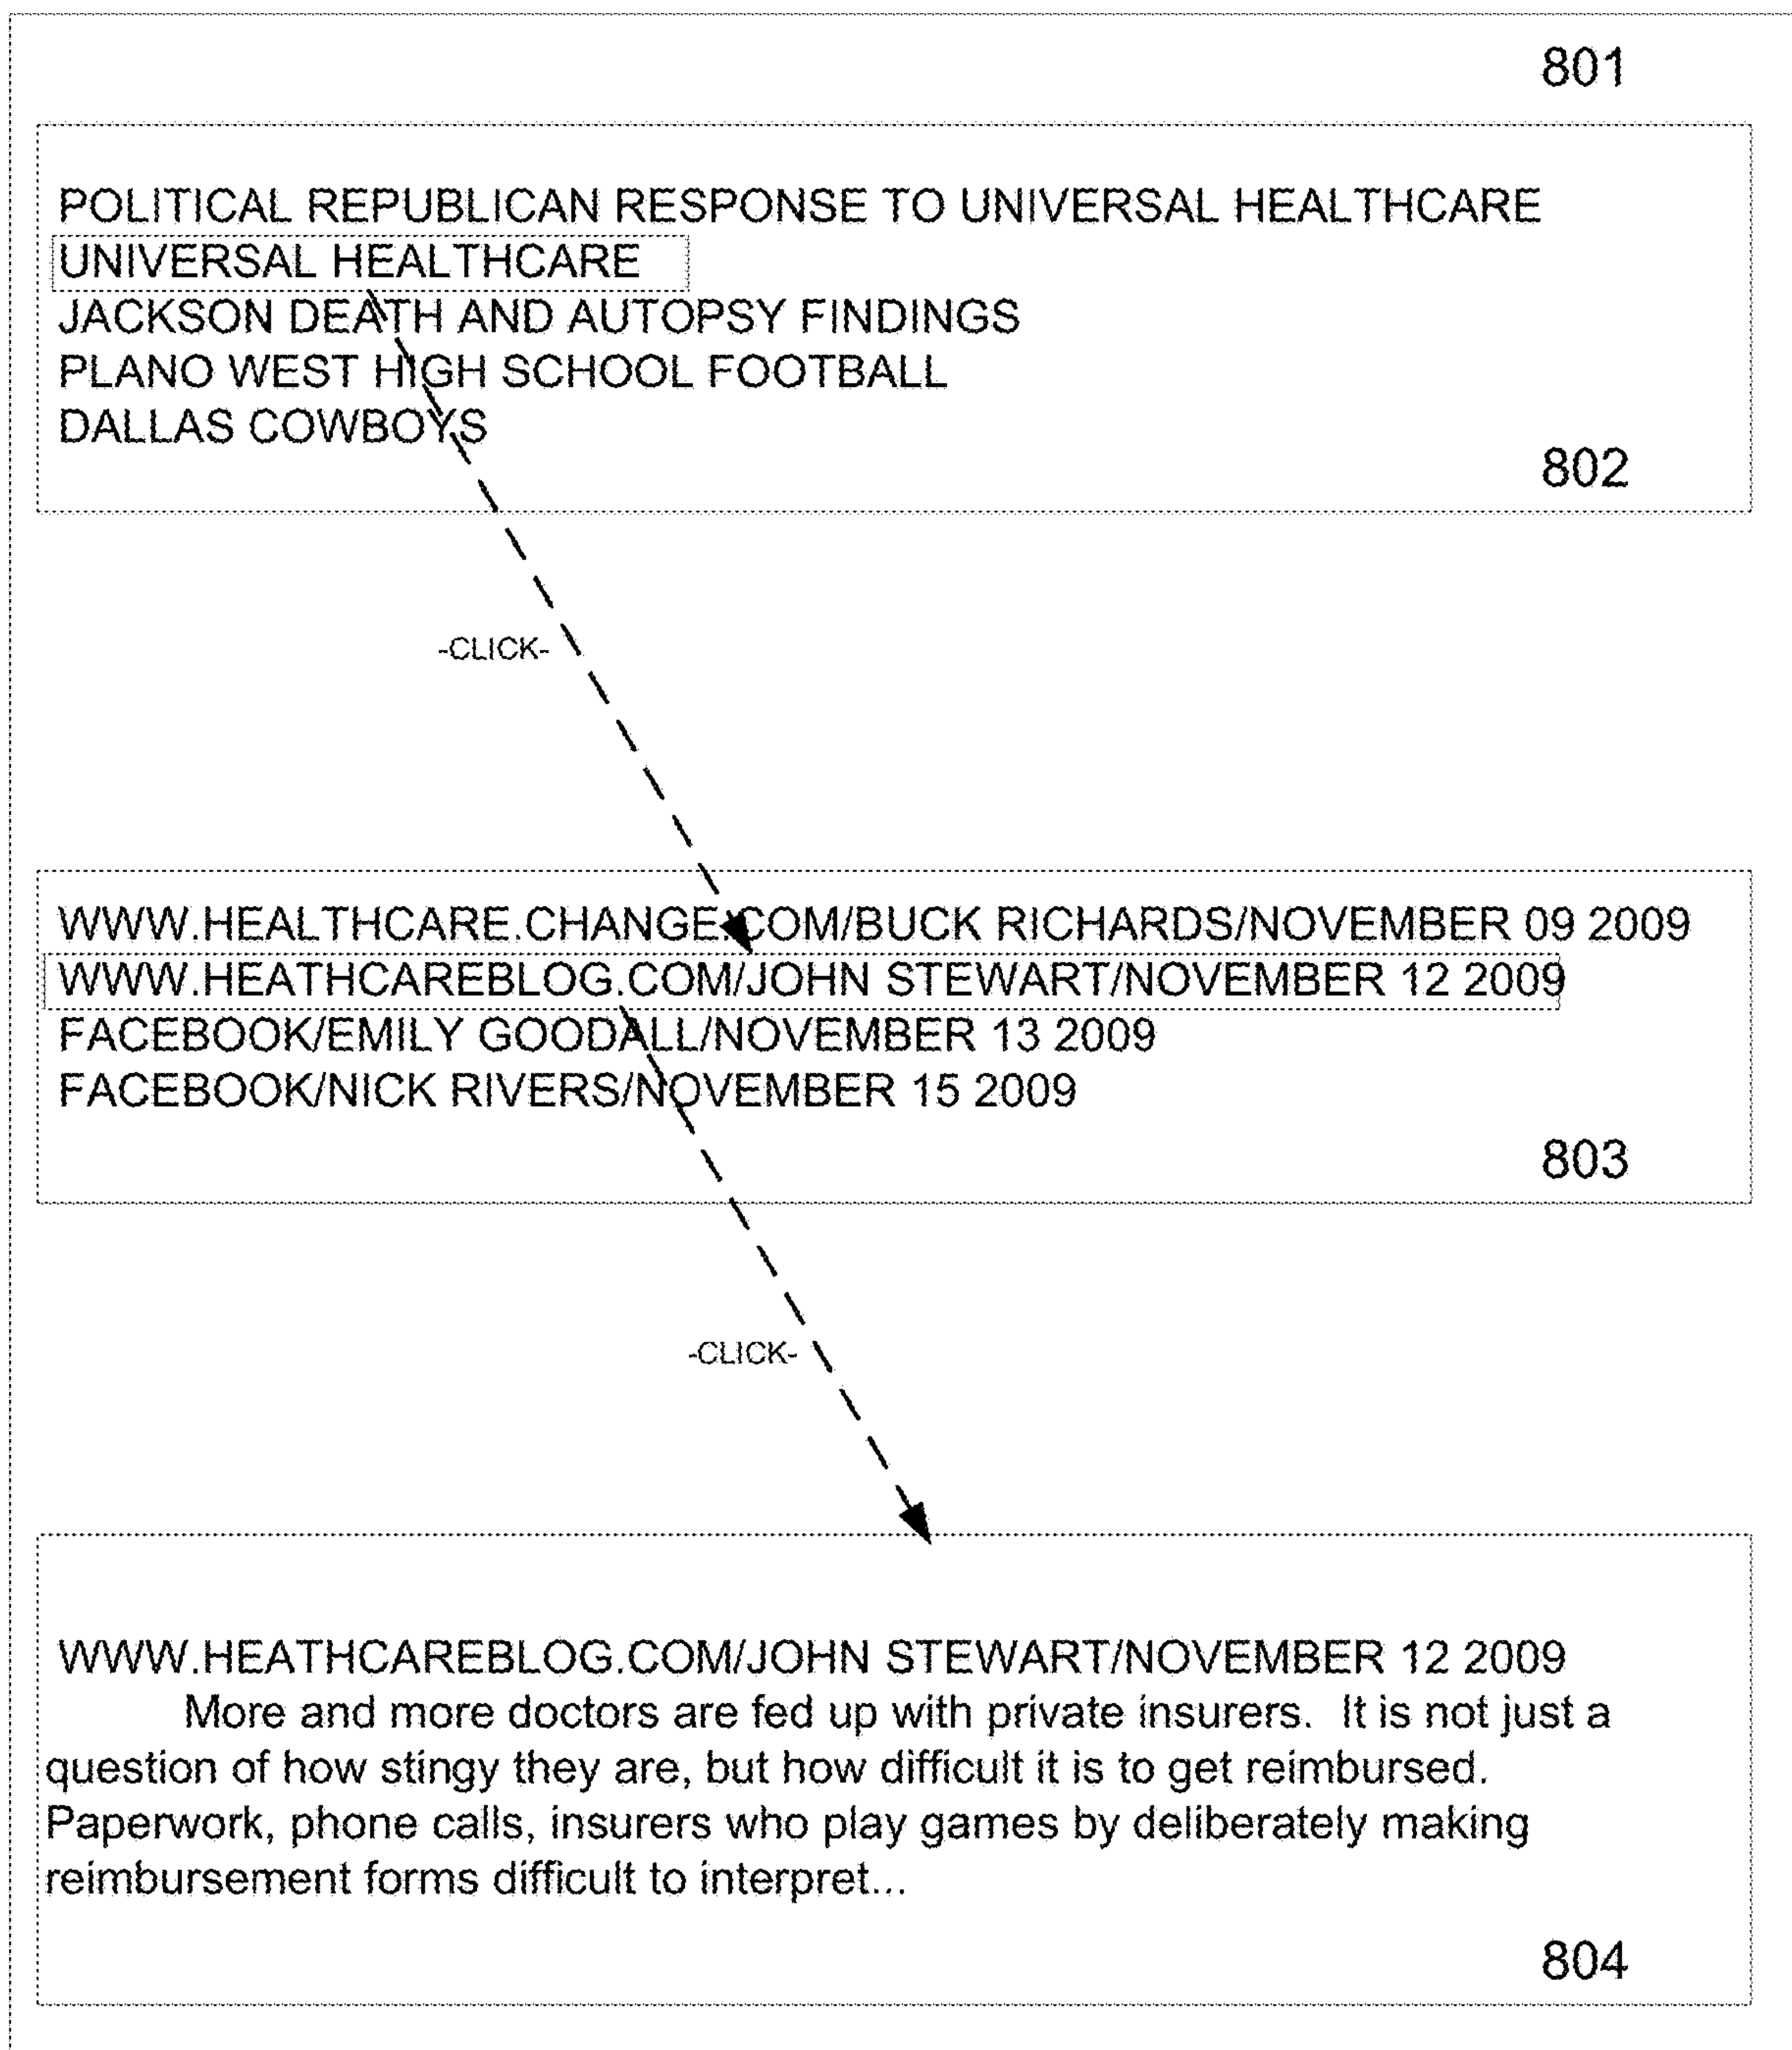 801
POLITICAL REPUBLICAN RESPONSE TO UNIVERSAL HEALTHCARE
UNIVERSAL HEALTHCARE
JACKSON DEATH AND AUTOPSY FINDINGS
PLANO WEST HIGH SCHOOL FOOTBALL
DALLAS COWBOYS
802
-CLICK-
WWW.HEALTHCARE.CHANGE.COM/BUCK RICHARDS/NOVEMBER 09 2009
WWW.HEATHCAREBLOG.COM/JOHN STEWART/NOVEMBER 12 2009
FACEBOOK/EMILY GOODALL/NOVEMBER 13 2009
FACEBOOK/NICK RIVERS/NOVEMBER 15 2009
803
-CLICK-
WWW.HEATHCAREBLOG.COM/JOHN STEWART/NOVEMBER 12 2009
More and more doctors are fed up with private insurers.  It is not just a
question of how stingy they are, but how difficult it is to get reimbursed.
Paperwork, phone calls, insurers who play games by deliberately making
reimbursement forms difficult to interpret...
804